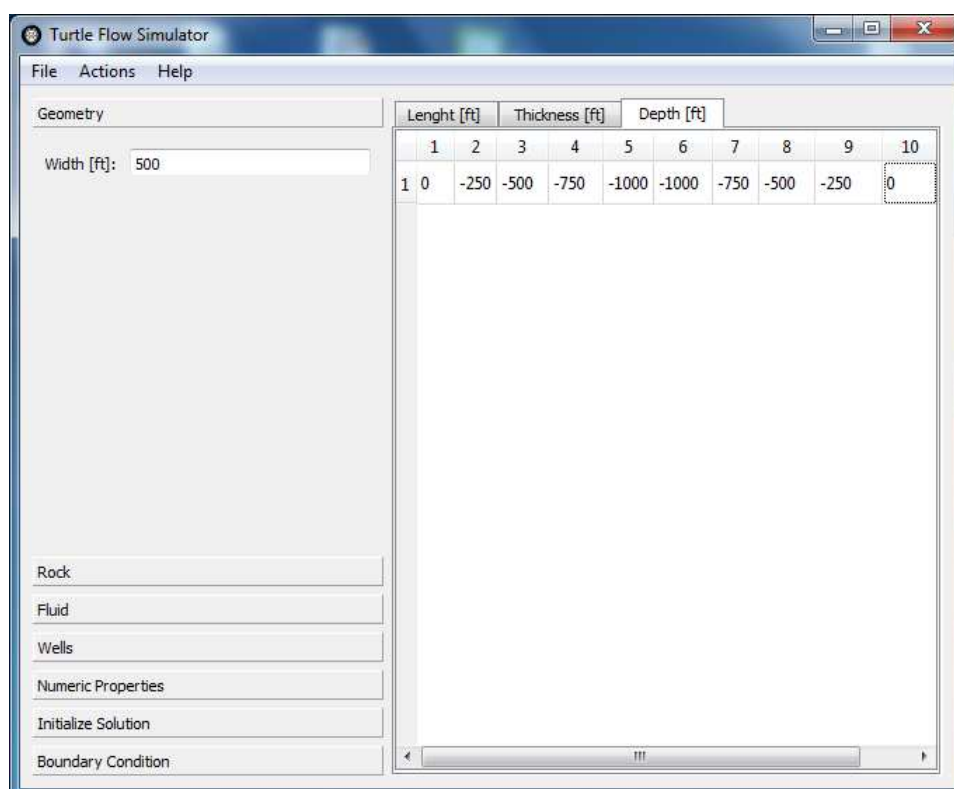 Turtle Flow Simulator
File Actions Help
Geometry
Width [ft]: 500
Rock
Fluid
Wells
Numeric Properties
Initialize Solution
Boundary Condition
Lenght [ft] Thickness [ft] Depth [ft]
1 2 3 4 5 6 7 8 9 10
1 0 -250 -500 -750 -1000 -1000 -750 -500 -250 0